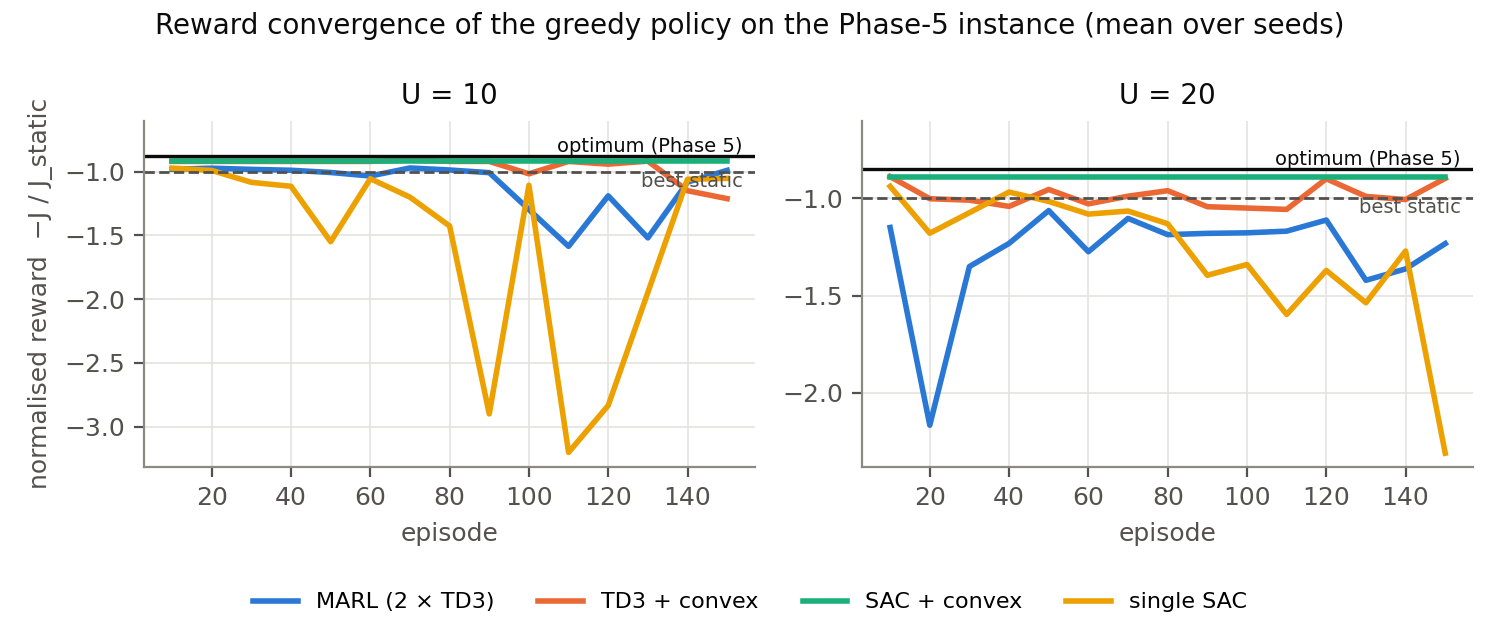 Reward convergence of the greedy policy on the Phase-5 instance (mean over seeds)
U = 10
U = 20
normalised reward  −J / J_static
optimum (Phase 5)
best static
−1.0
−1.5
−2.0
−2.5
−3.0
20 40 60 80 100 120 140
episode
optimum (Phase 5)
best static
−1.0
−1.5
−2.0
20 40 60 80 100 120 140
episode
MARL (2 × TD3) TD3 + convex SAC + convex single SAC